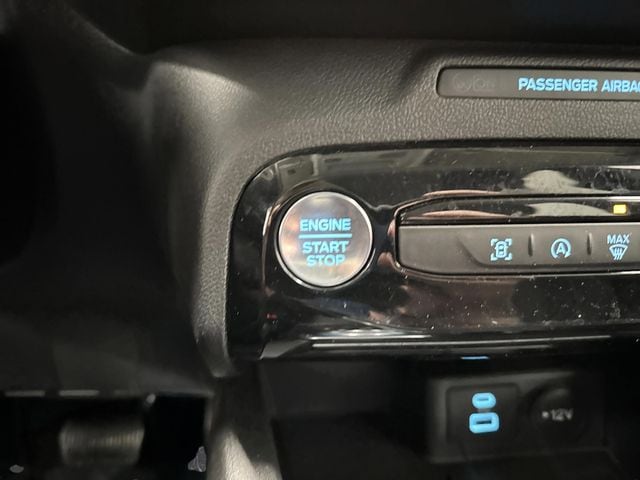 PASSENGER AIRBAG
ENGINE
START
STOP
A
MAX
12V